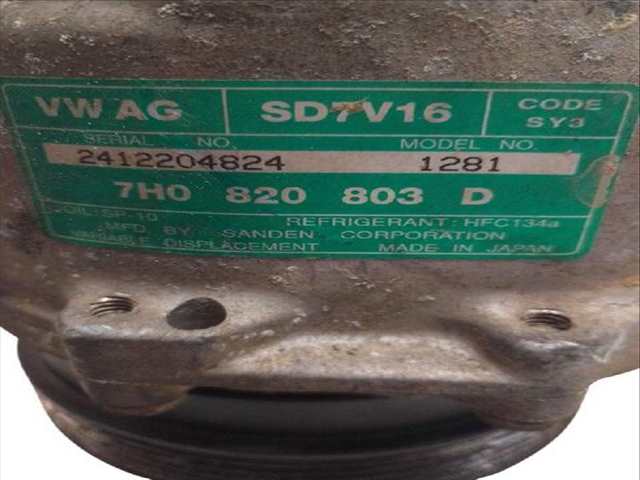 VW AG SD7V16 CODE SY3
SERIAL NO. MODEL NO.
2412204824 1281
7H0 820 803 D
OIL:SP-10 REFRIGERANT:HFC134a
MFD BY SANDEN CORPORATION
VARIABLE DISPLACEMENT MADE IN JAPAN